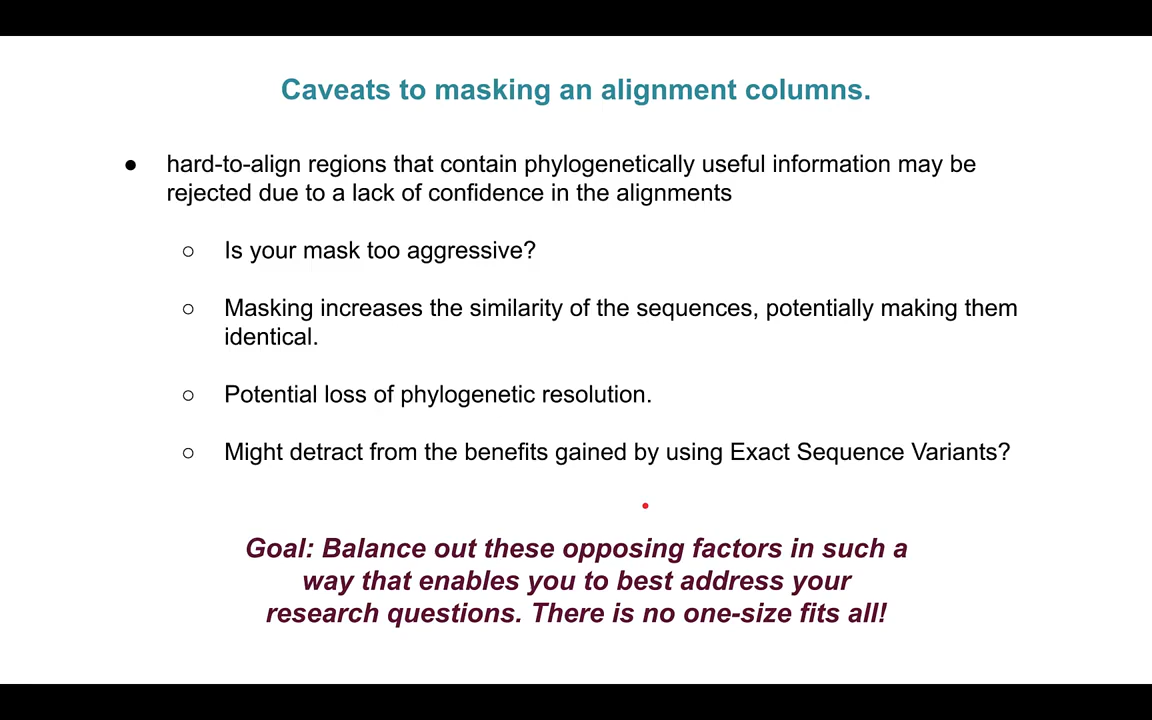 Caveats to masking an alignment columns.
● hard-to-align regions that contain phylogenetically useful information may be
rejected due to a lack of confidence in the alignments
○ Is your mask too aggressive?
○ Masking increases the similarity of the sequences, potentially making them
identical.
○ Potential loss of phylogenetic resolution.
○ Might detract from the benefits gained by using Exact Sequence Variants?
Goal: Balance out these opposing factors in such a
way that enables you to best address your
research questions. There is no one-size fits all!